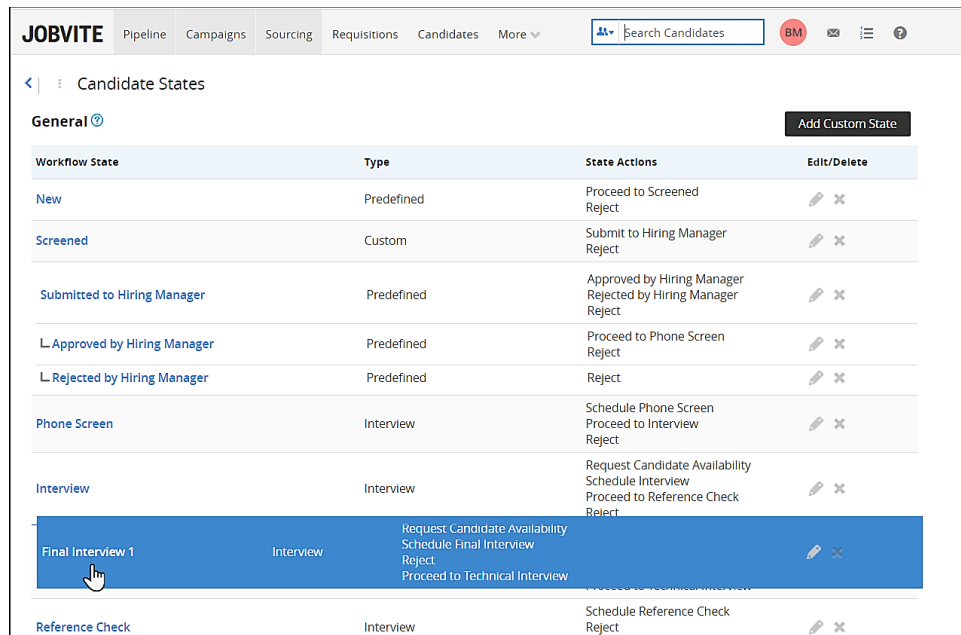 JOBVITE Pipeline Campaigns Sourcing Requisitions Candidates More Search Candidates BM
Candidate States
General
Add Custom State
Workflow State Type State Actions Edit/Delete
New Predefined Proceed to Screened
Reject
Screened Custom Submit to Hiring Manager
Reject
Submitted to Hiring Manager Predefined Approved by Hiring Manager
Rejected by Hiring Manager
Reject
Approved by Hiring Manager Predefined Proceed to Phone Screen
Reject
Rejected by Hiring Manager Predefined Reject
Phone Screen Interview Schedule Phone Screen
Proceed to Interview
Reject
Interview Interview Request Candidate Availability
Schedule Interview
Proceed to Reference Check
Reject
Final Interview 1 Interview Request Candidate Availability
Schedule Final Interview
Reject
Proceed to Technical Interview
Reference Check Interview Schedule Reference Check
Reject